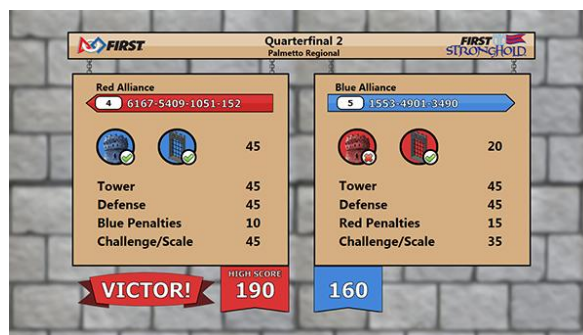 FIRST
Quarterfinal 2
Palmetto Regional
FIRST
STRONGHOLD
Red Alliance
4 6167-5409-1051-152
45
Tower 45
Defense 45
Blue Penalties 10
Challenge/Scale 45
VICTOR!
HIGH SCORE
190
Blue Alliance
5 1553-4901-3490
20
Tower 45
Defense 45
Red Penalties 15
Challenge/Scale 35
160